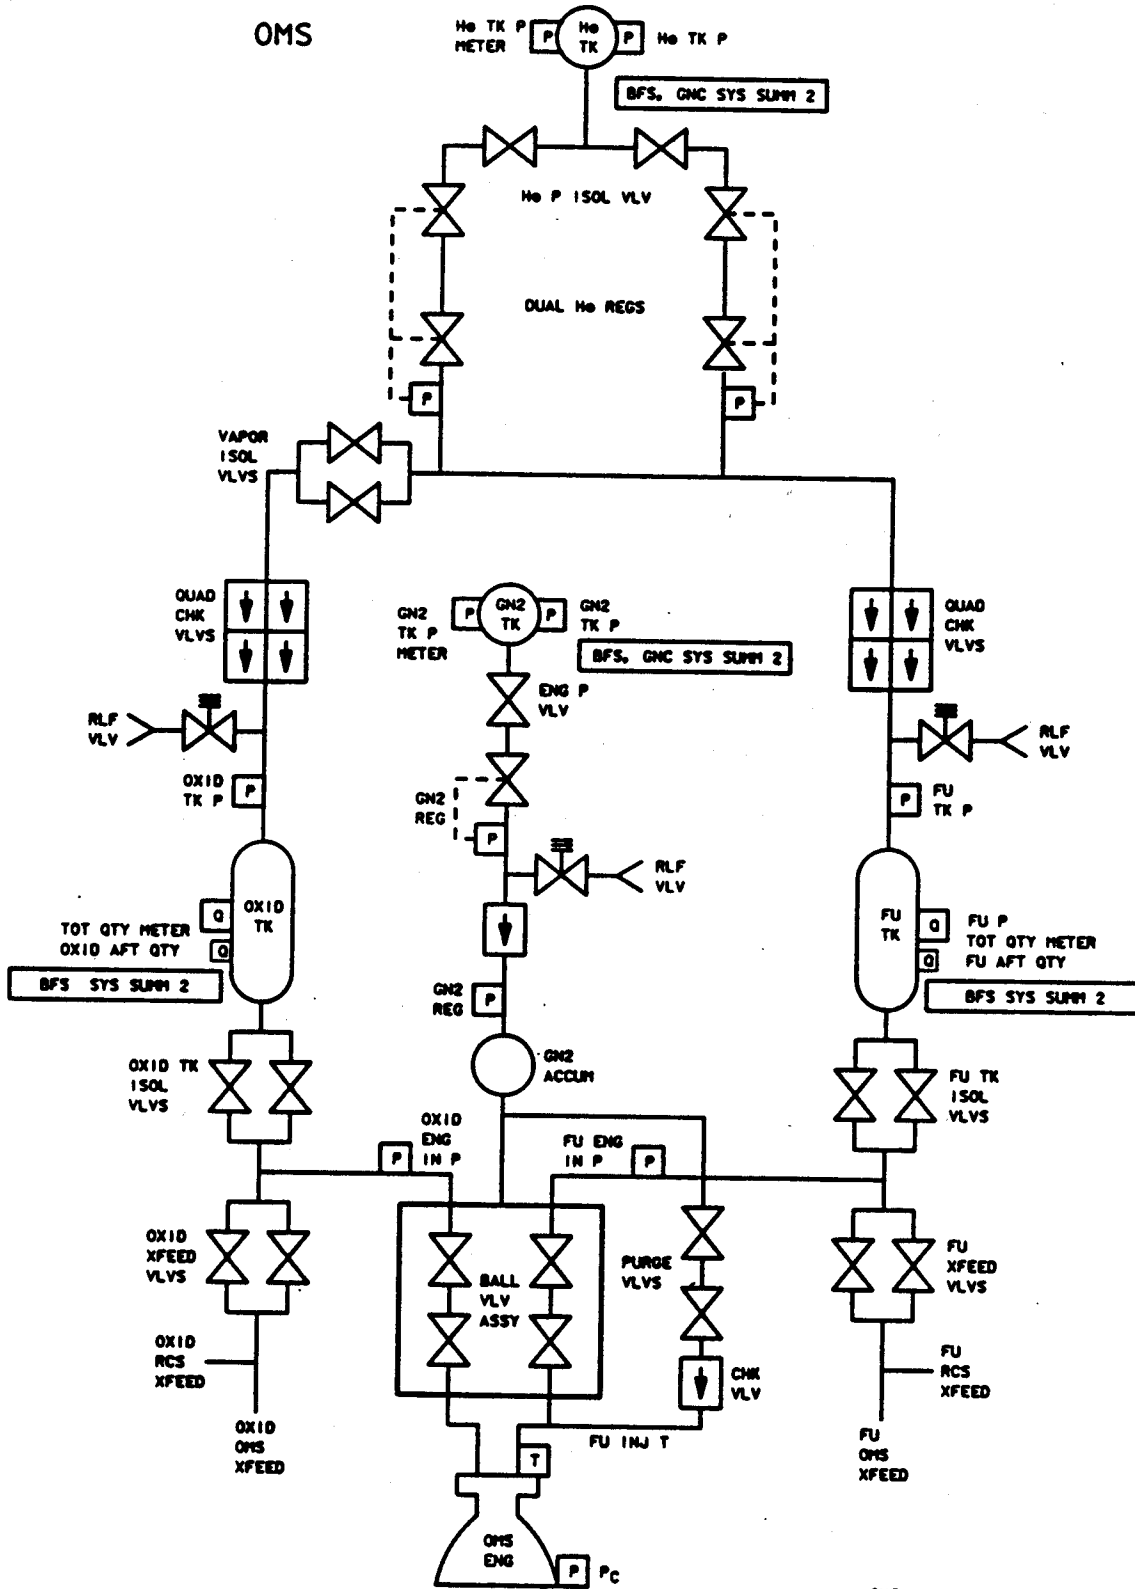 OMS
He TK P
METER
P
He
TK
P
He TK P
BFS, GNC SYS SUMM 2
He P ISOL VLV
DUAL He REGS
P
P
VAPOR
ISOL
VLVS
QUAD
CHK
VLVS
GN2
TK P
METER
P
GN2
TK
P
GN2
TK P
BFS, GNC SYS SUMM 2
QUAD
CHK
VLVS
ENG P
VLV
RLF
VLV
RLF
VLV
OXID
TK P
P
GN2
REG
P
P
FU
TK P
RLF
VLV
OXID
TK
Q
Q
TOT QTY METER
OXID AFT QTY
BFS SYS SUMM 2
FU
TK
Q
Q
FU P
TOT QTY METER
FU AFT QTY
BFS SYS SUMM 2
GN2
REG
P
GN2
ACCUM
OXID TK
ISOL
VLVS
FU TK
ISOL
VLVS
OXID
ENG
IN P
P
FU ENG
IN P
P
OXID
XFEED
VLVS
BALL
VLV
ASSY
PURGE
VLVS
FU
XFEED
VLVS
OXID
RCS
XFEED
CHK
VLV
FU
RCS
XFEED
OXID
OMS
XFEED
FU INJ T
T
FU
OMS
XFEED
OMS
ENG
P
PC